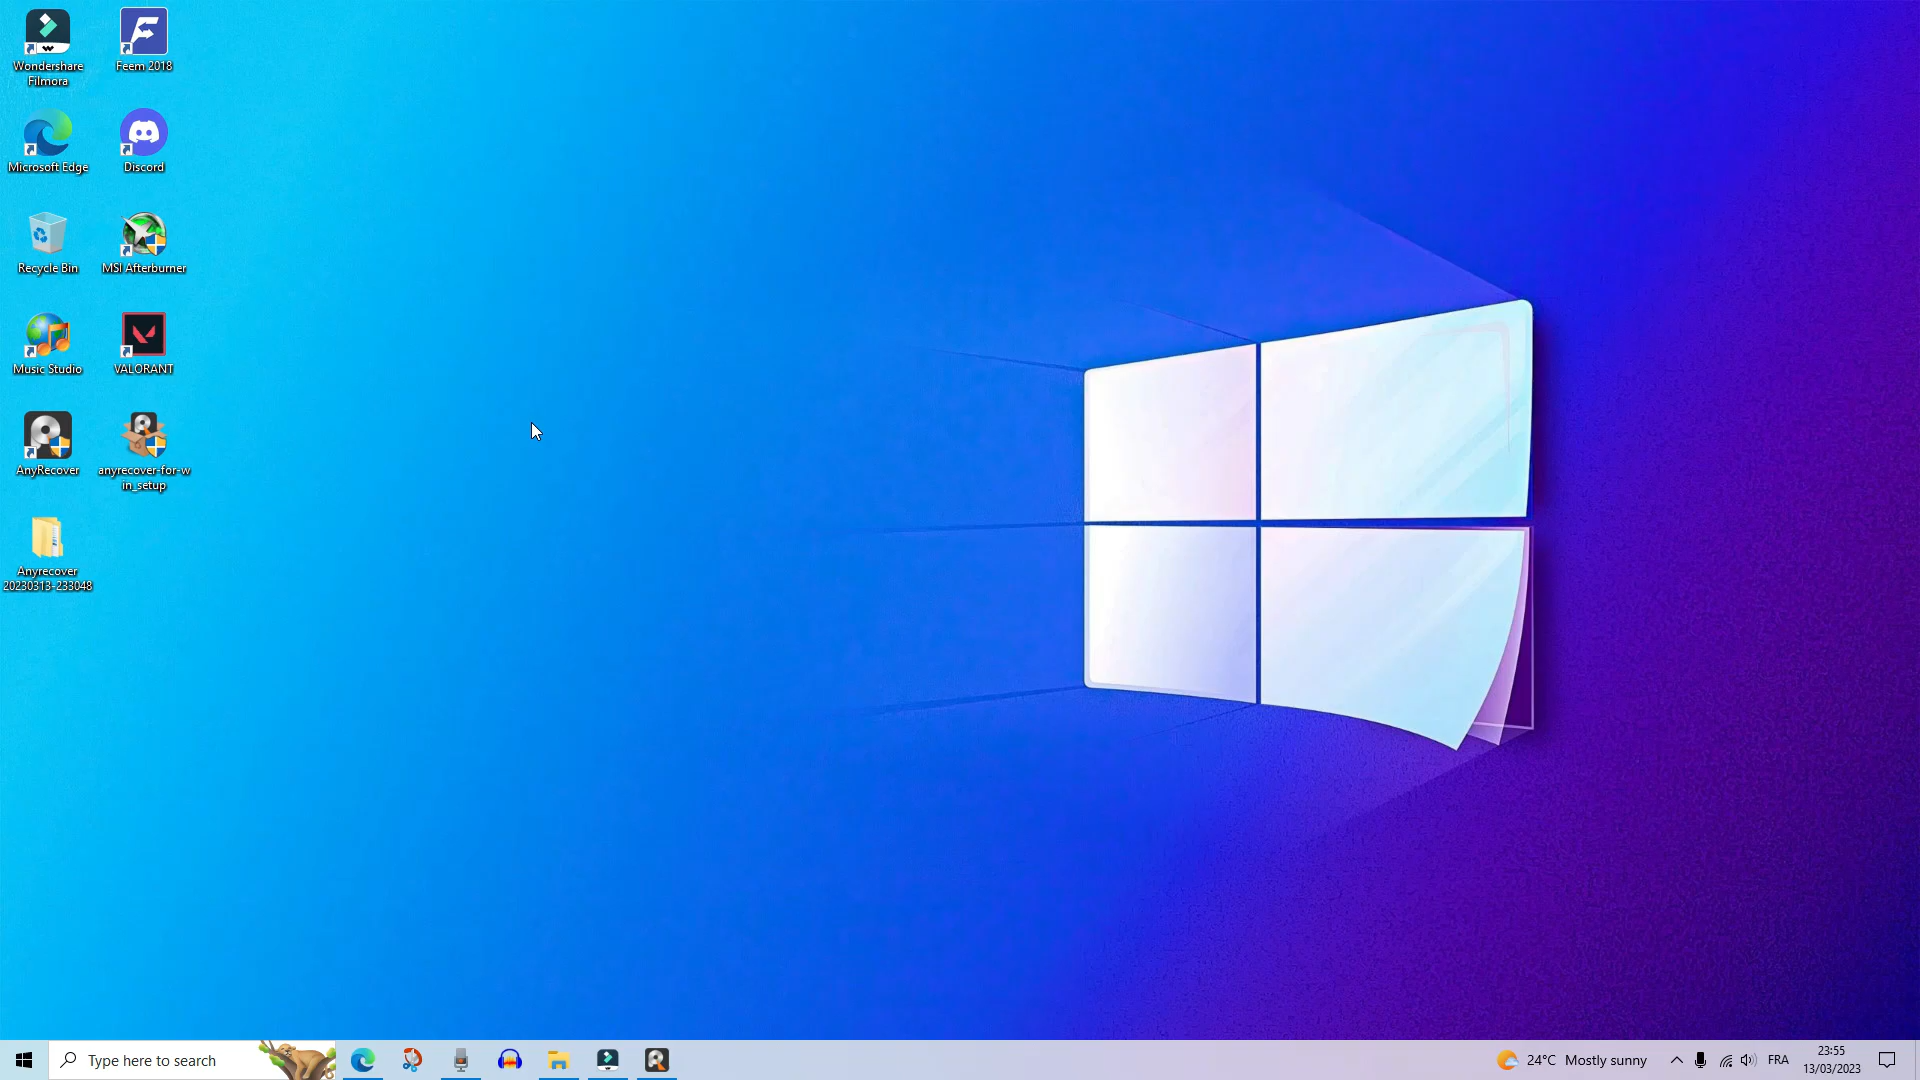 Wondershare
Filmora
Feem 2018
Microsoft Edge
Discord
Recycle Bin
MSI Afterburner
Music Studio
VALORANT
AnyRecover
anyrecover-for-w
in_setup
Anyrecover
20230313-233048
Type here to search
24°C Mostly sunny
FRA
23:55
13/03/2023